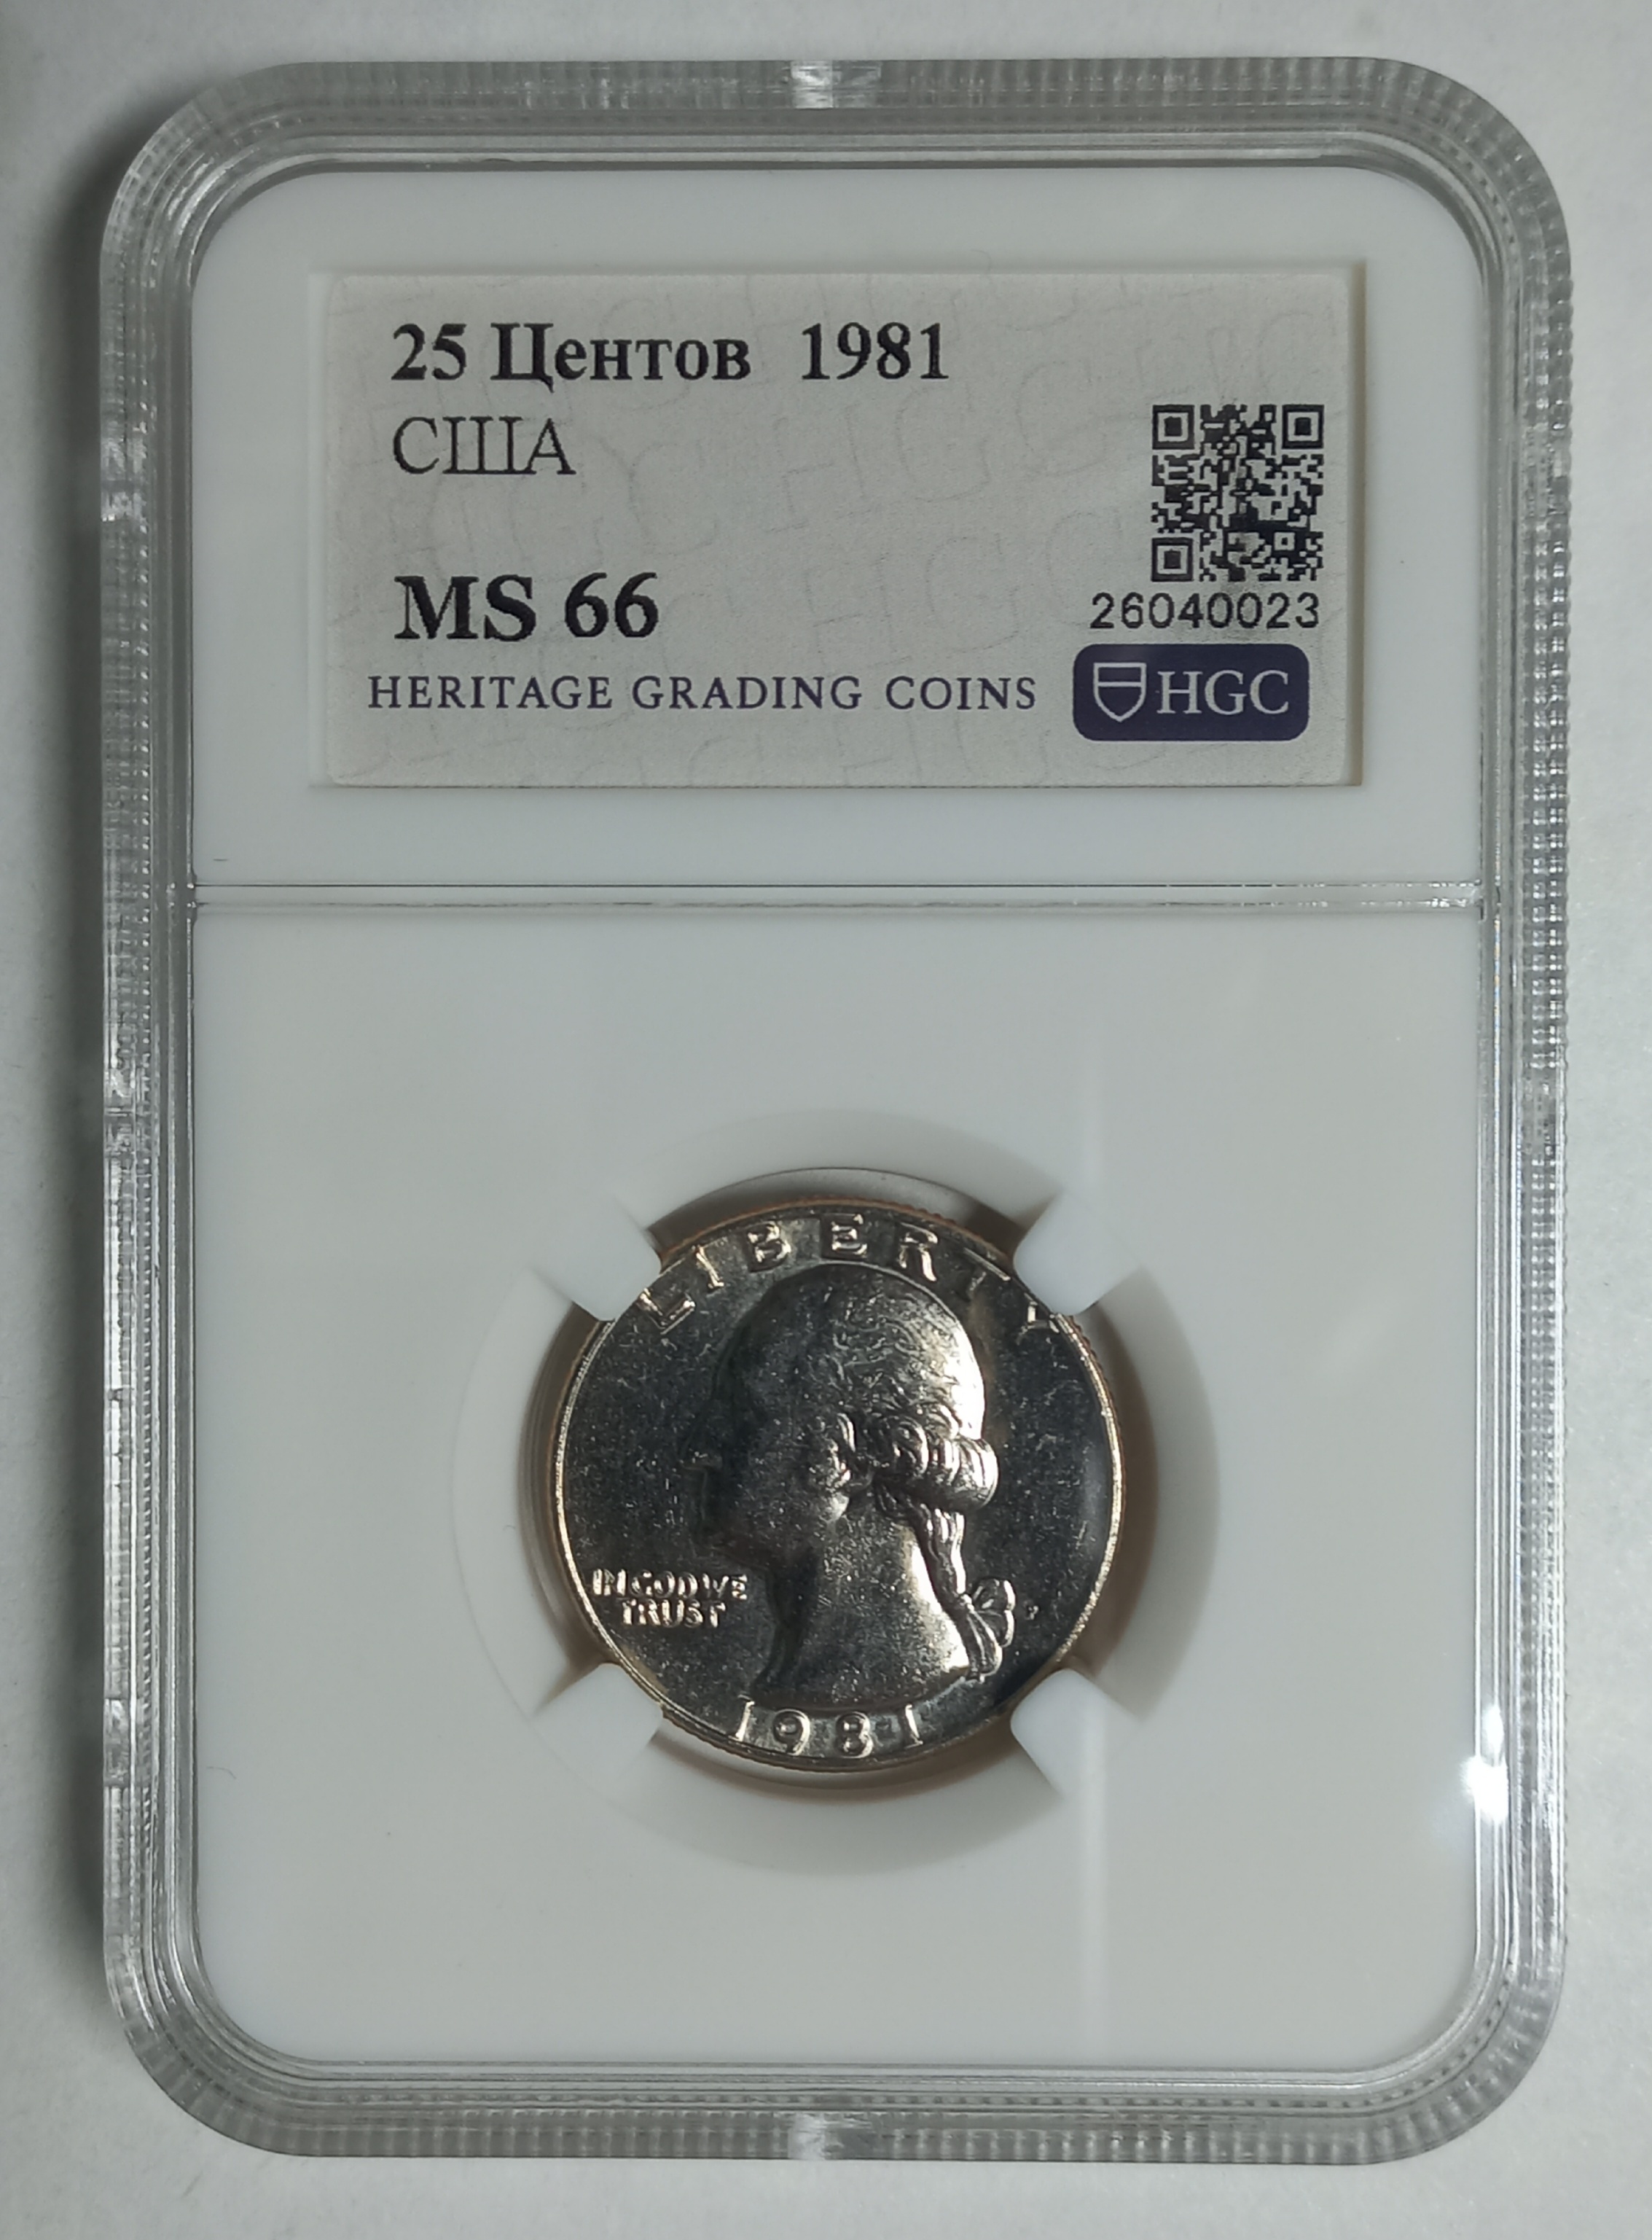 25 Центов 1981
США
MS 66
26040023
HERITAGE GRADING COINS HGC
LIBERTY
IN GOD WE
TRUST
P
1981